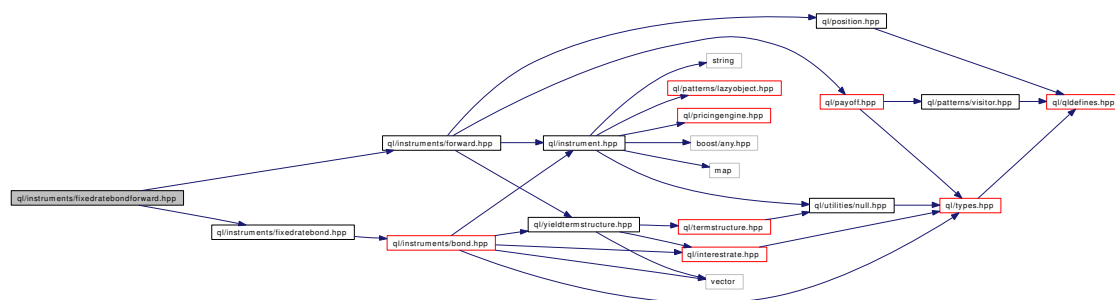 ql/position.hpp
string
ql/patterns/lazyobject.hpp
ql/payoff.hpp
ql/patterns/visitor.hpp
ql/qldefines.hpp
ql/pricingengine.hpp
ql/instruments/forward.hpp
ql/instrument.hpp
boost/any.hpp
map
ql/instruments/fixedratebondforward.hpp
ql/utilities/null.hpp
ql/types.hpp
ql/instruments/fixedratebond.hpp
ql/yieldtermstructure.hpp
ql/termstructure.hpp
ql/instruments/bond.hpp
ql/interestrate.hpp
vector